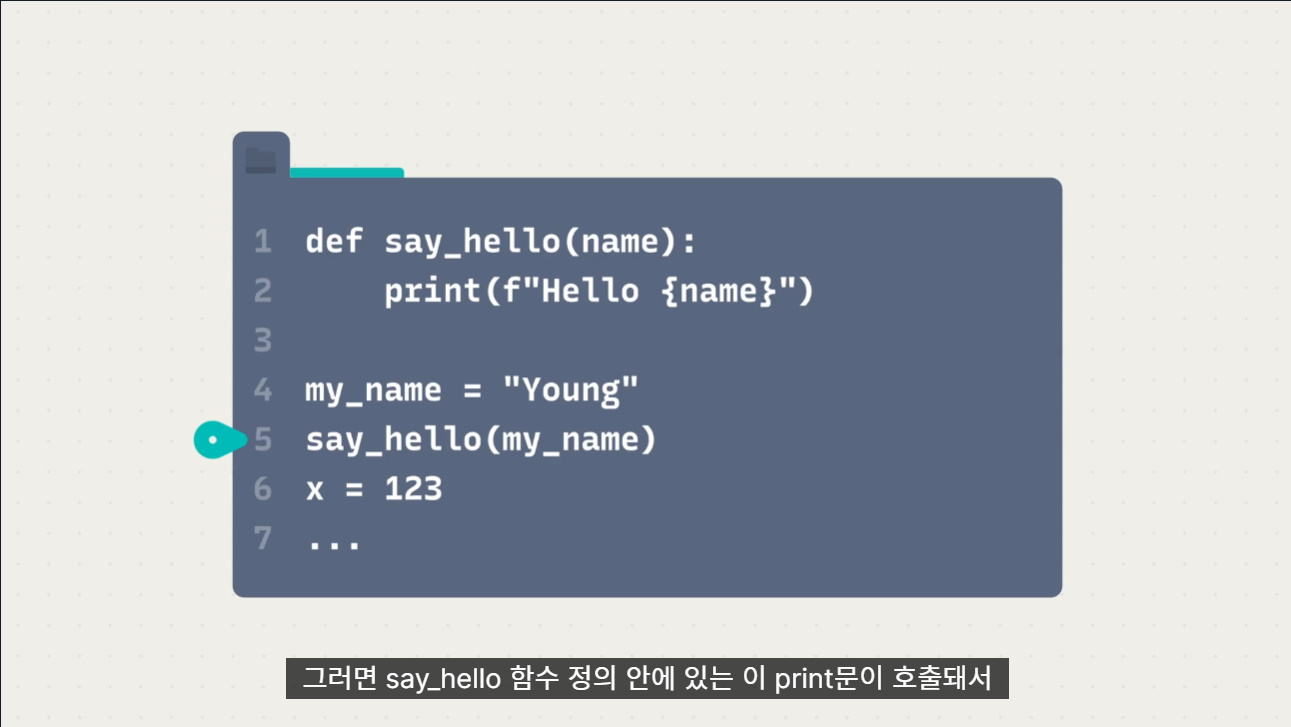 1 def say_hello(name):
2     print(f"Hello {name}")
3
4 my_name = "Young"
5 say_hello(my_name)
6 x = 123
7 ...
그러면 say_hello 함수 정의 안에 있는 이 print문이 호출돼서